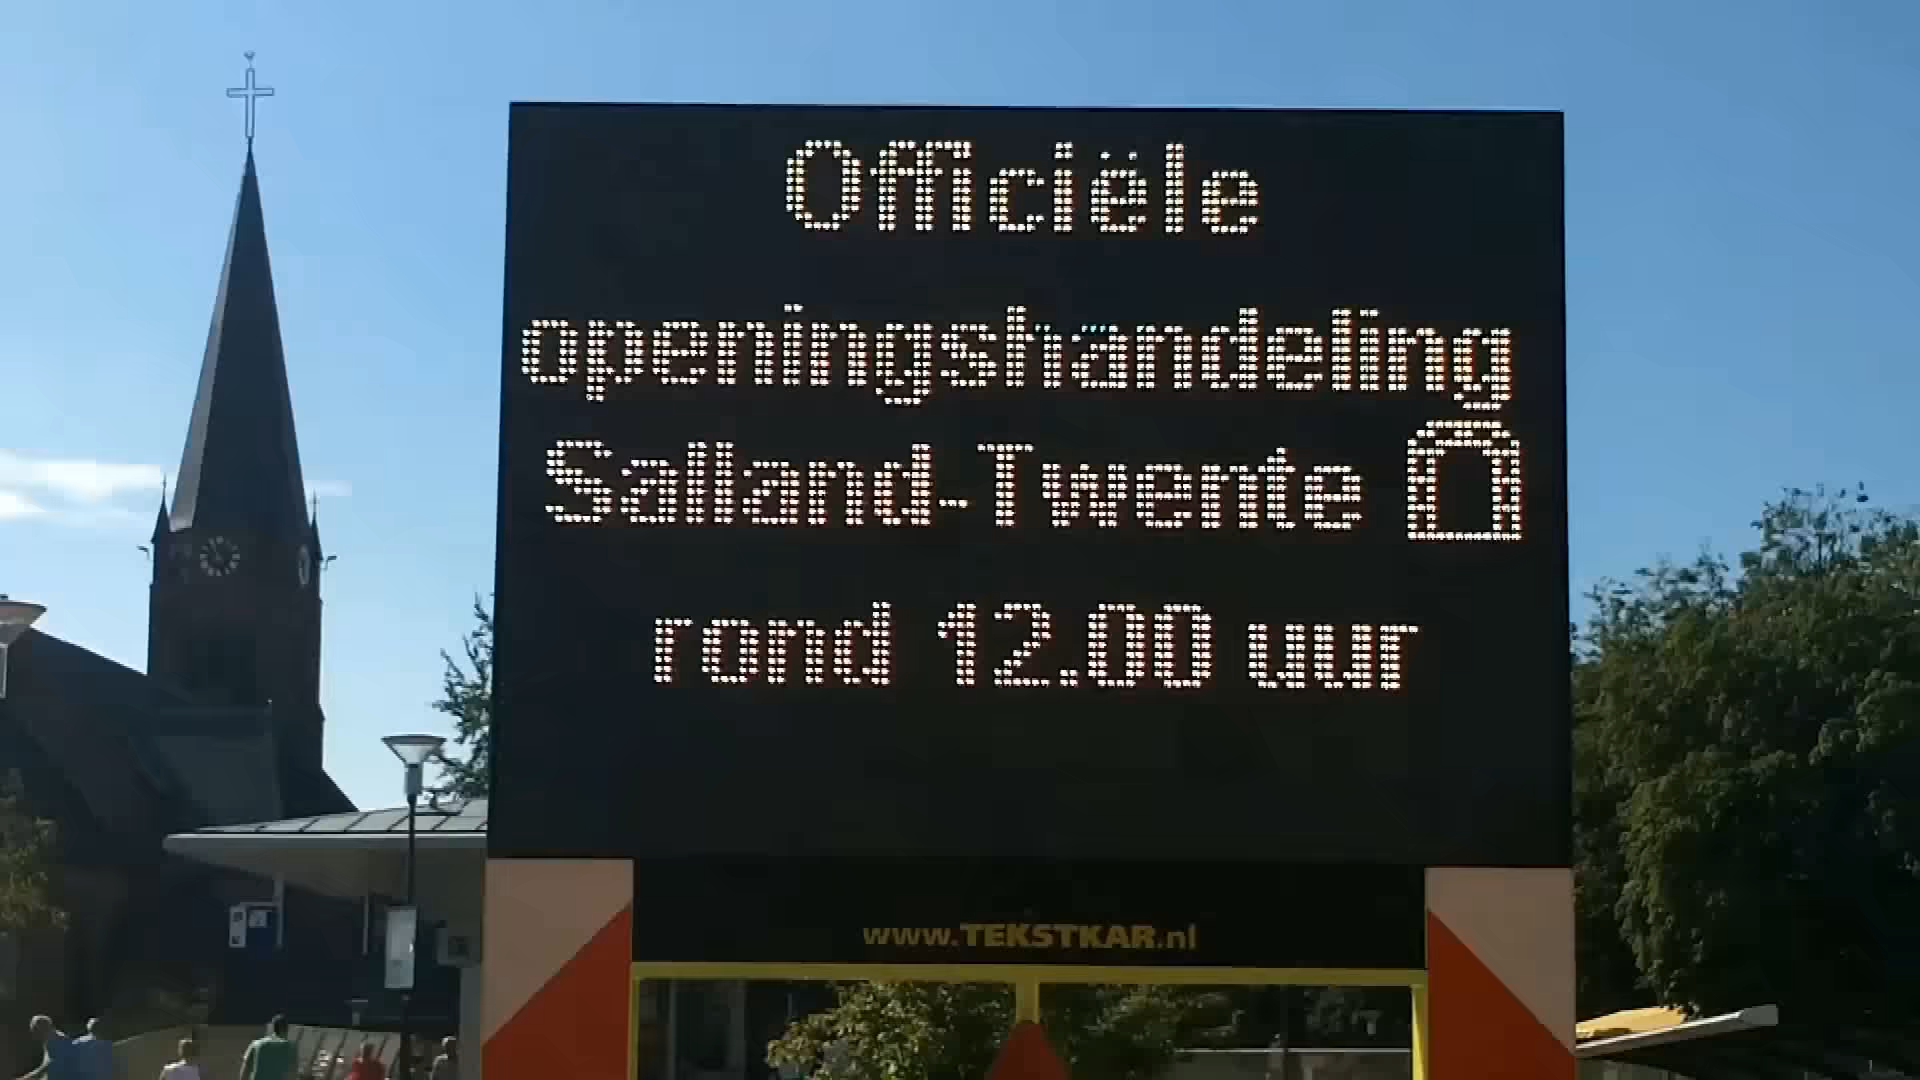 Officiële
openingshandeling
Salland-Twente
rond 12.00 uur
www.TEKSTKAR.nl